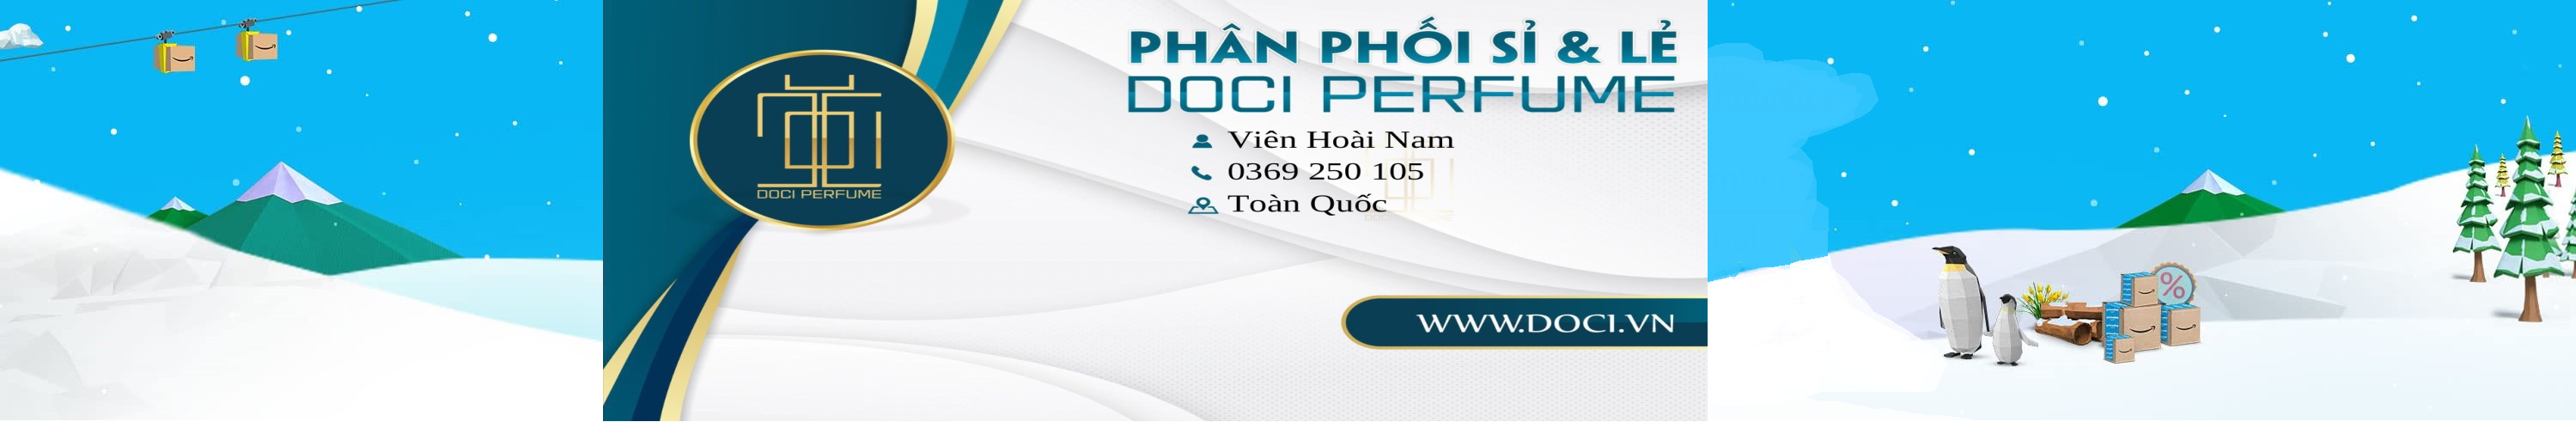 DOCI PERFUME
PHÂN PHỐI SỈ & LẺ
DOCI PERFUME
Viên Hoài Nam
0369 250 105
Toàn Quốc
WWW.DOCI.VN
%